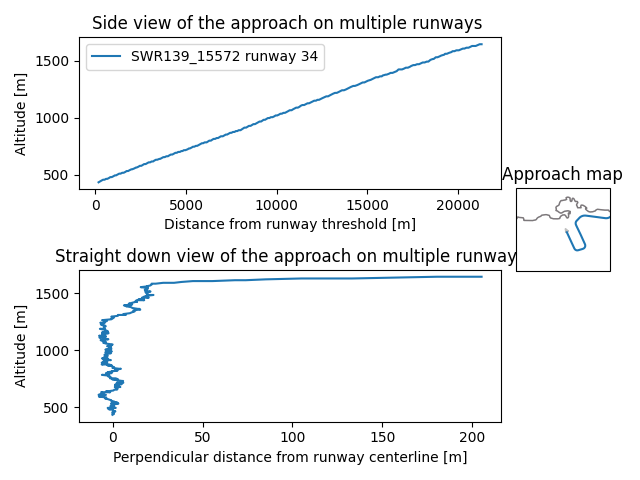 Side view of the approach on multiple runways
SWR139_15572 runway 34
1500
1000
500
Altitude [m]
0 5000 10000 15000 20000
Distance from runway threshold [m]
Approach map
Straight down view of the approach on multiple runway
1500
1000
500
Altitude [m]
0 50 100 150 200
Perpendicular distance from runway centerline [m]